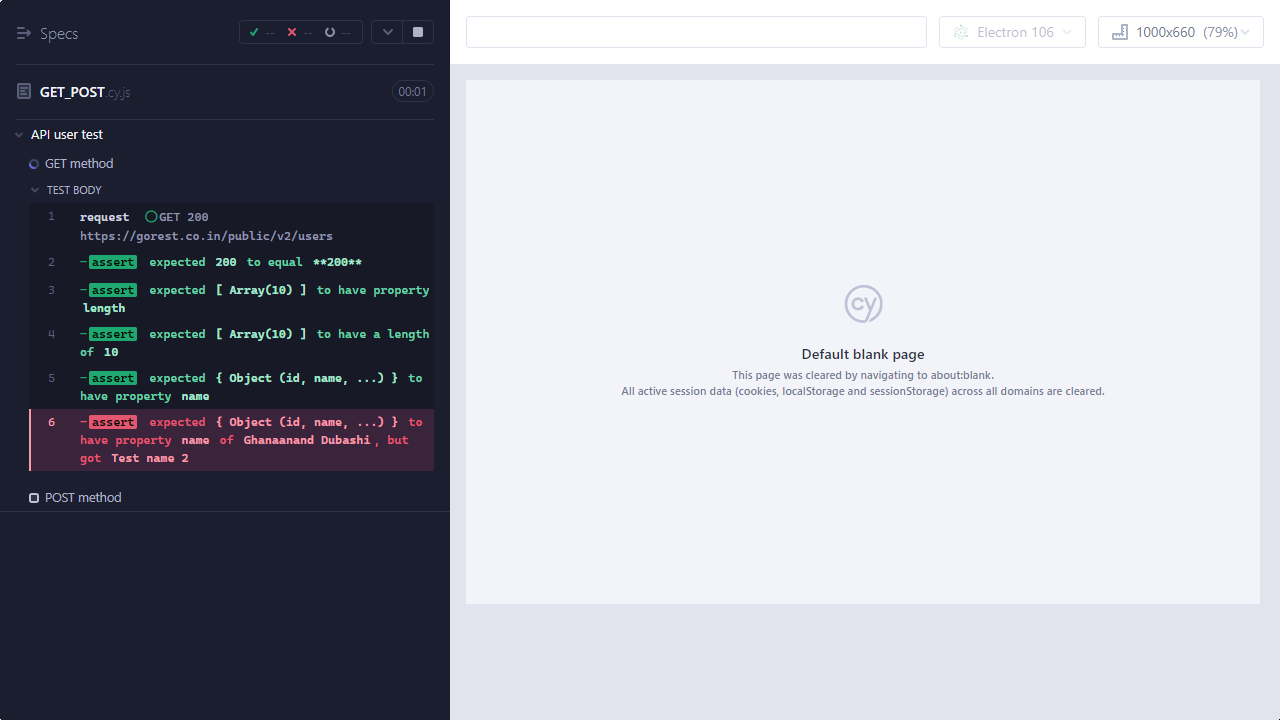 Specs
-- -- --
Electron 106
1000x660 (79%)
GET_POST.cy.js
00:01
API user test
GET method
TEST BODY
1 request GET 200
https://gorest.co.in/public/v2/users
2 -assert expected 200 to equal **200**
3 -assert expected [ Array(10) ] to have property
length
4 -assert expected [ Array(10) ] to have a length
of 10
5 -assert expected { Object (id, name, ...) } to
have property name
6 -assert expected { Object (id, name, ...) } to
have property name of Ghanaanand Dubashi, but
got Test name 2
POST method
cy
Default blank page
This page was cleared by navigating to about:blank.
All active session data (cookies, localStorage and sessionStorage) across all domains are cleared.